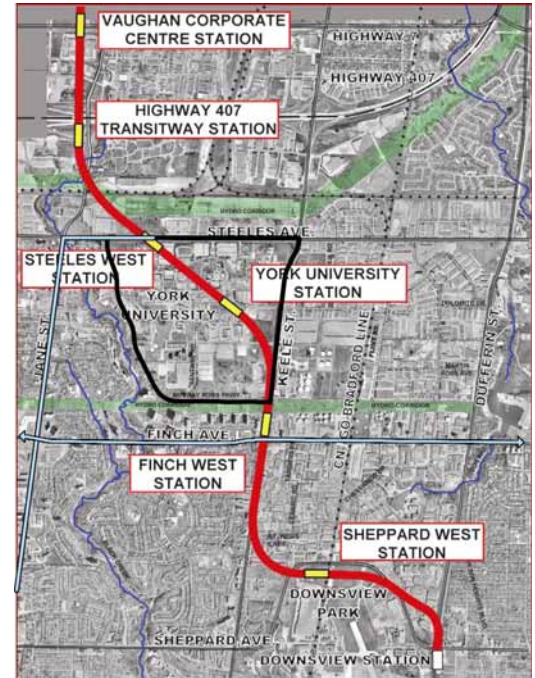 VAUGHAN CORPORATE
CENTRE STATION
HIGHWAY 7
HIGHWAY 407
HIGHWAY 407
TRANSITWAY STATION
HYDRO CORRIDOR
STEELES AVE.
STEELES WEST
STATION
YORK UNIVERSITY
STATION
YORK
UNIVERSITY
JANE ST.
KEELE ST.
CN/GO BRADFORD LINE
DUFFERIN ST.
HYDRO CORRIDOR
HYDRO CORRIDOR
FINCH AVE.
FINCH WEST
STATION
SHEPPARD WEST
STATION
DOWNSVIEW
PARK
SHEPPARD AVE.
DOWNSVIEW STATION